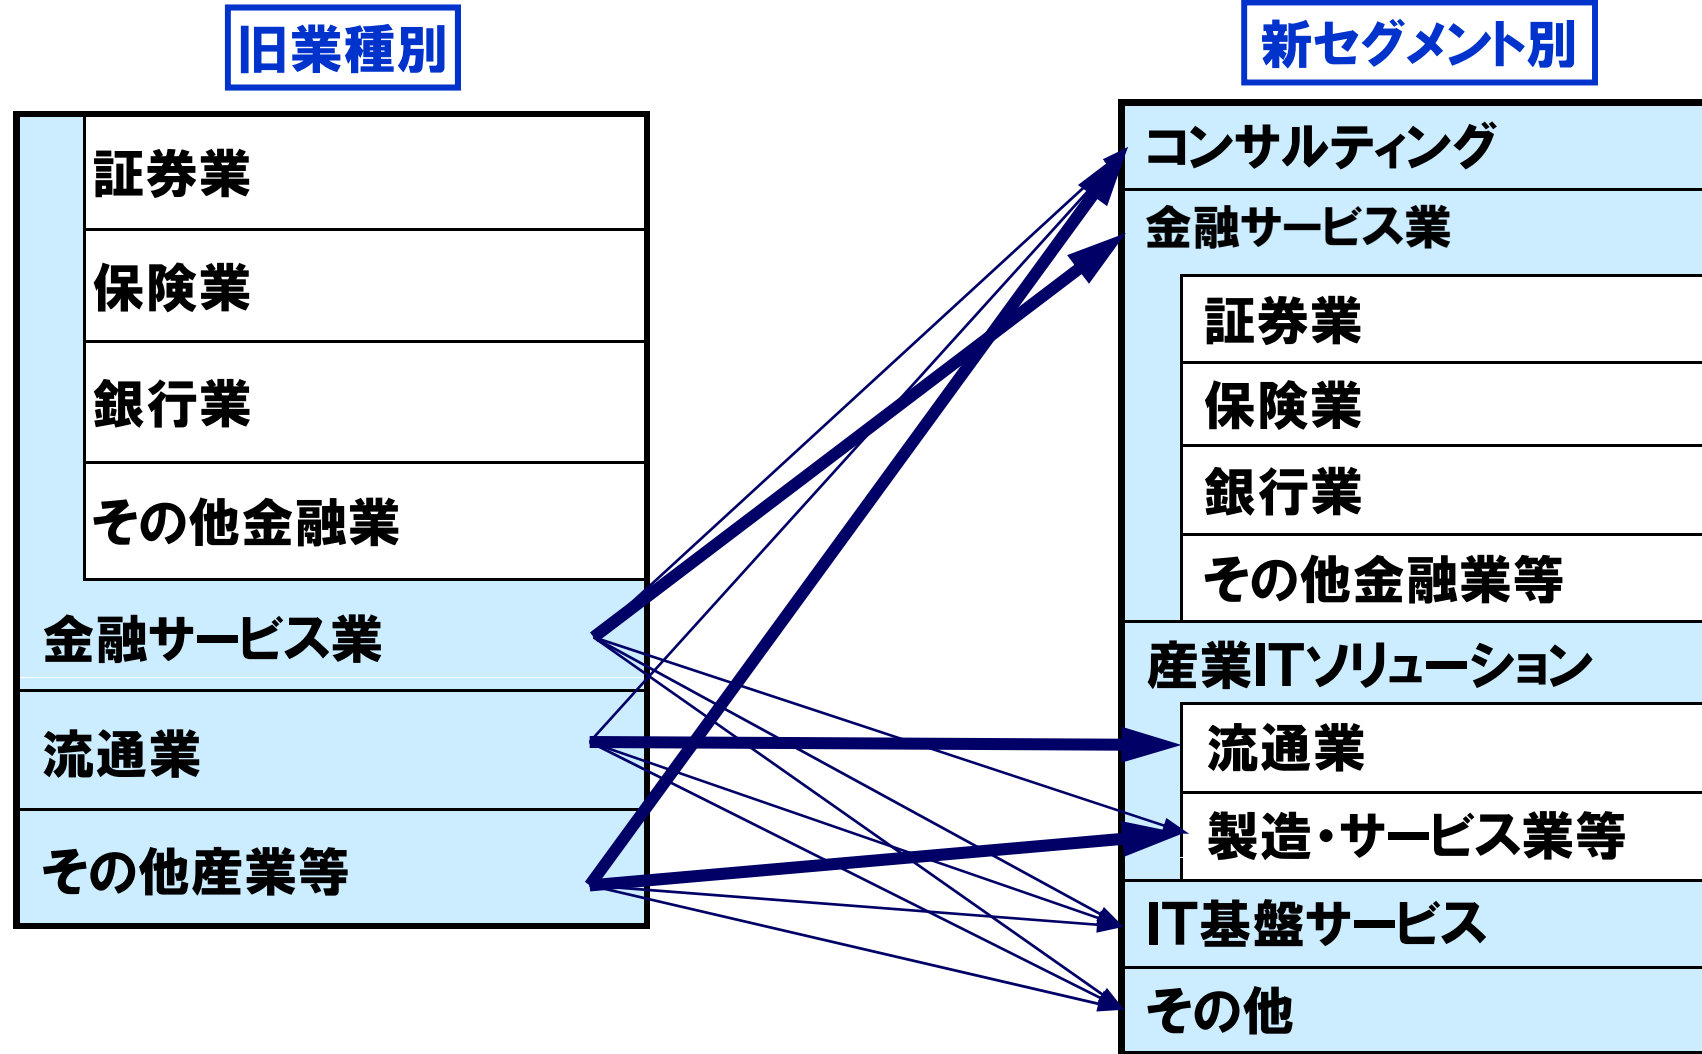 旧業種別
証券業
保険業
銀行業
その他金融業
金融サービス業
流通業
その他産業等
新セグメント別
コンサルティング
金融サービス業
証券業
保険業
銀行業
その他金融業等
産業ITソリューション
流通業
製造・サービス業等
IT基盤サービス
その他